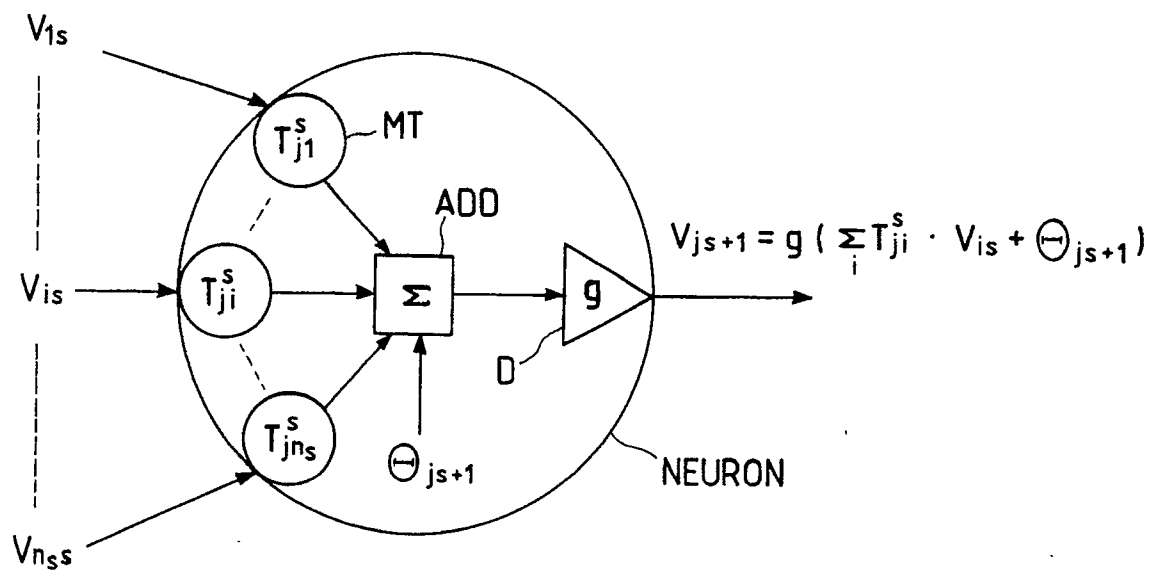 V1s
Tˢj1
MT
ADD
Vjs+1 = g ( Σi Tˢji · Vis + Θjs+1 )
Vis
Tˢji
Σ
g
D
Tˢjns
Θjs+1
NEURON
Vnss